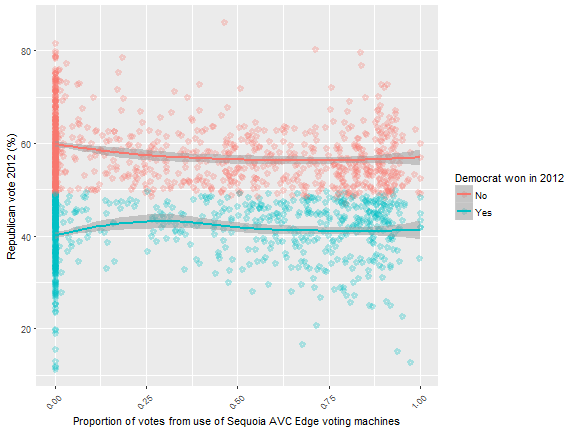 80
60
40
20
Republican vote 2012 (%)
0.00
0.25
0.50
0.75
1.00
Proportion of votes from use of Sequoia AVC Edge voting machines
Democrat won in 2012
No
Yes